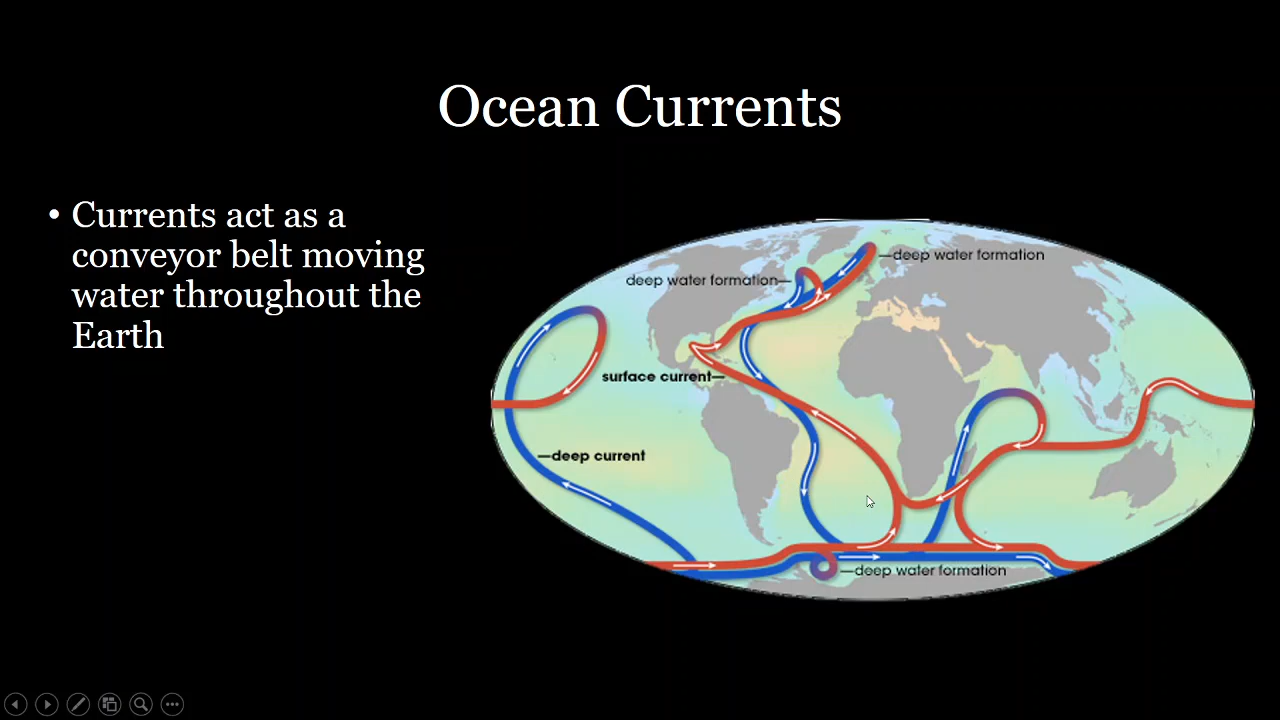 Ocean Currents
• Currents act as a
conveyor belt moving
water throughout the
Earth
—deep water formation
deep water formation—
surface current—
—deep current
—deep water formation